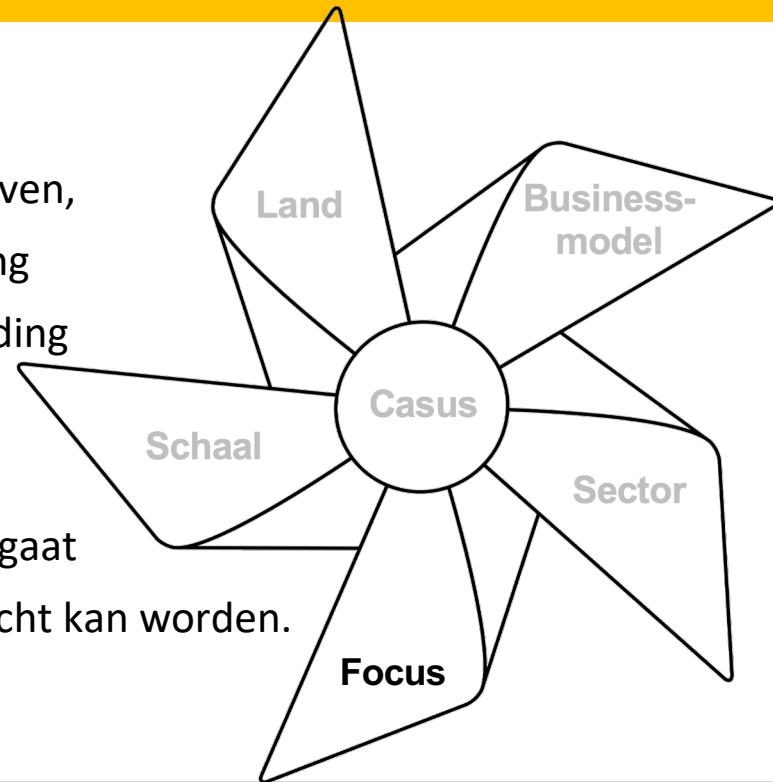 ven,
ng
ding
gaat
cht kan worden.
Land
Business-
model
Casus
Schaal
Sector
Focus